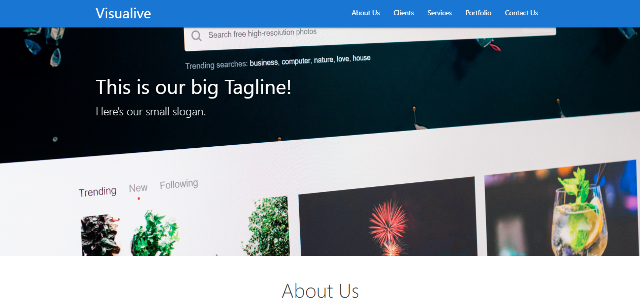 Visualive
About Us Clients Services Portfolio Contact Us
Search free high-resolution photos
Trending searches: business, computer, nature, love, house
This is our big Tagline!
Here's our small slogan.
Trending New Following
About Us